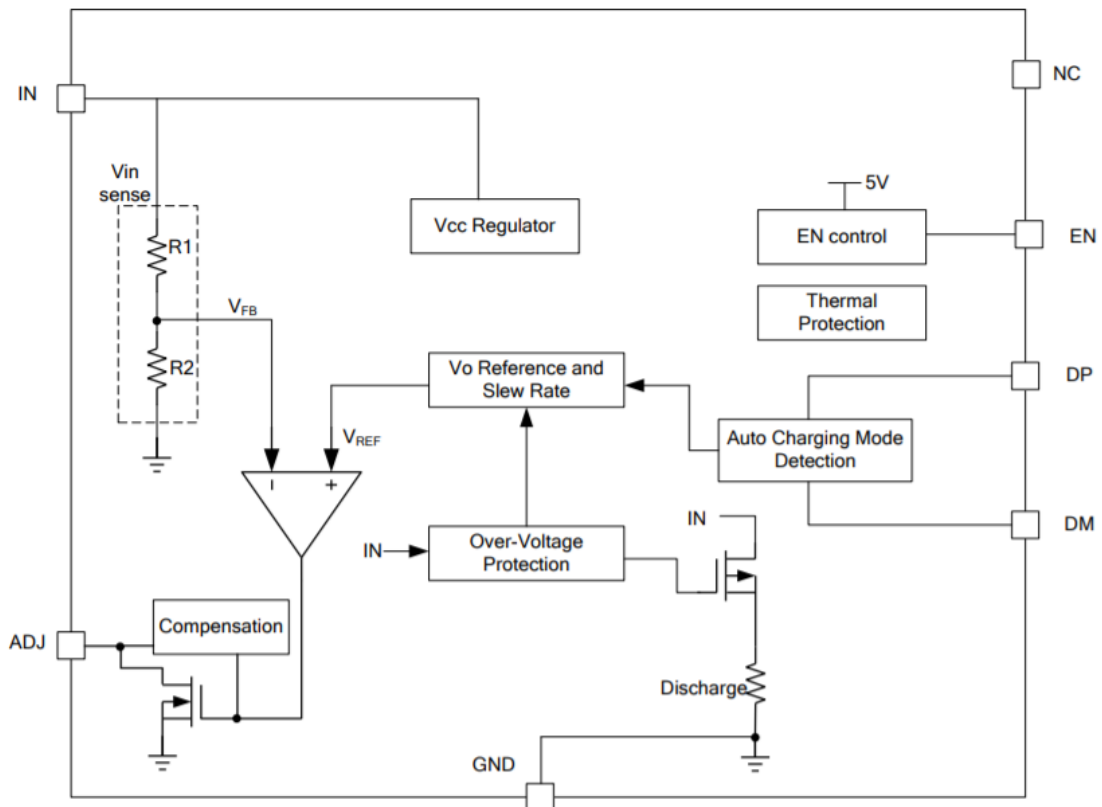 NC
IN
Vin
sense
5V
Vcc Regulator
EN control
EN
R1
Thermal
Protection
VFB
R2
Vo Reference and
Slew Rate
DP
VREF
Auto Charging Mode
Detection
- +
IN
DM
IN
Over-Voltage
Protection
Compensation
ADJ
Discharge
GND